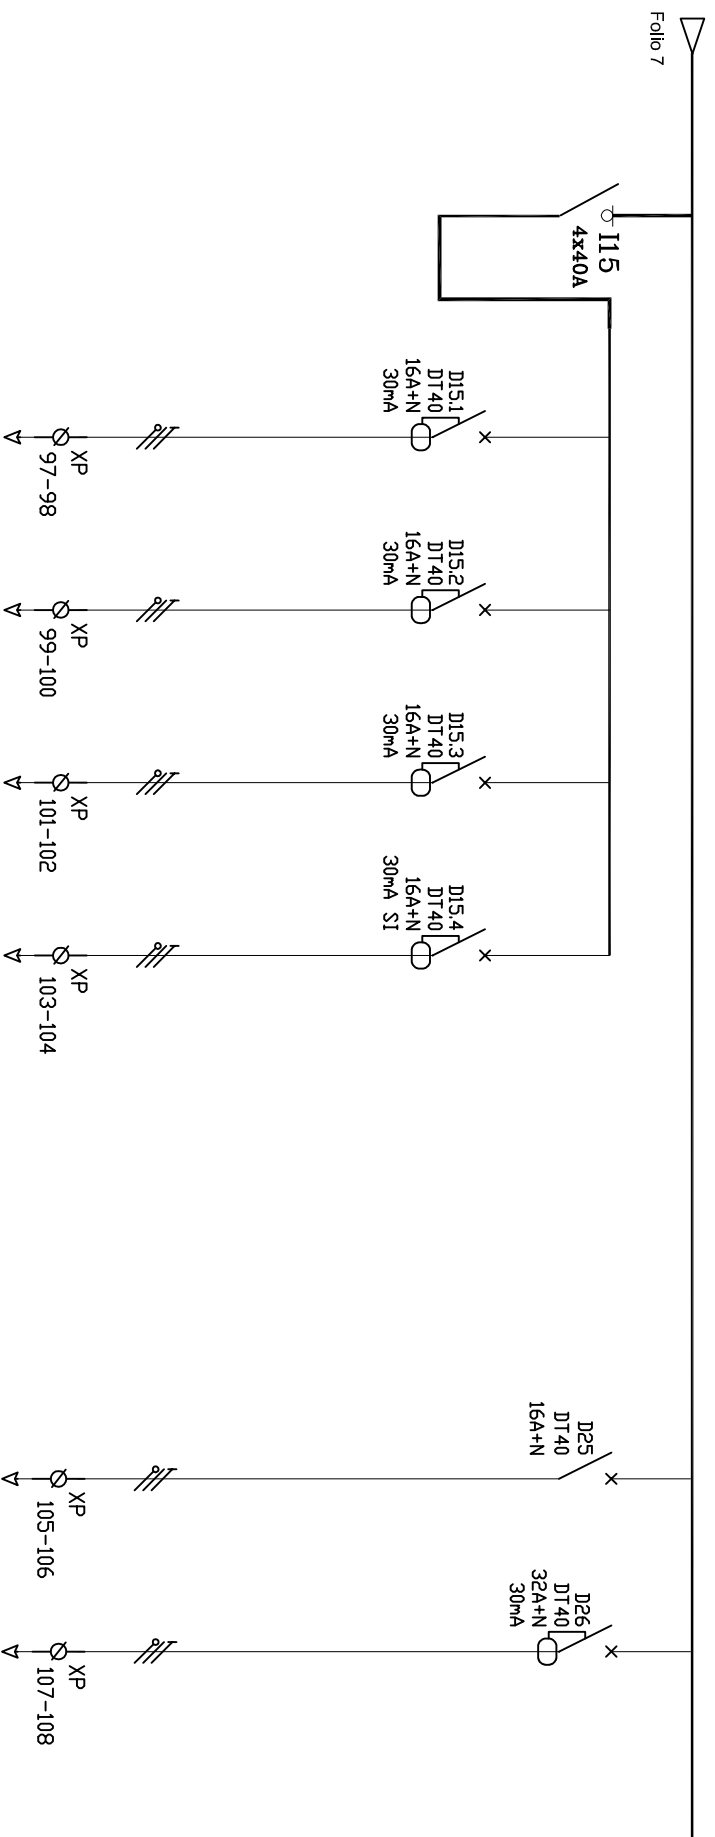 Folio 7
I15
4x40A
D15.1
DT40
16A+N
30mA
XP
97-98
D15.2
DT40
16A+N
30mA
XP
99-100
D15.3
DT40
16A+N
30mA
XP
101-102
D15.4
DT40
16A+N
30mA SI
XP
103-104
D25
DT40
16A+N
XP
105-106
D26
DT40
32A+N
30mA
XP
107-108